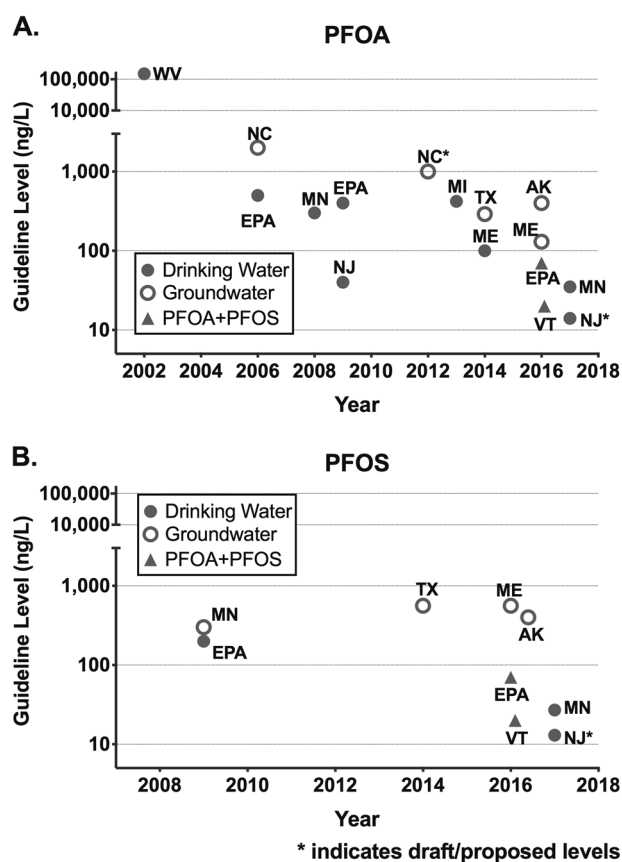 A.
PFOA
Guideline Level (ng/L)
100,000
10,000
1,000
100
10
WV
NC
EPA
MN
EPA
NJ
NC*
MI
TX
ME
AK
ME
EPA
VT
MN
NJ*
Drinking Water
Groundwater
PFOA+PFOS
2002 2004 2006 2008 2010 2012 2014 2016 2018
Year
B.
PFOS
Guideline Level (ng/L)
100,000
10,000
1,000
100
10
Drinking Water
Groundwater
PFOA+PFOS
MN
EPA
TX
ME
AK
EPA
VT
MN
NJ*
2008 2010 2012 2014 2016 2018
Year
* indicates draft/proposed levels